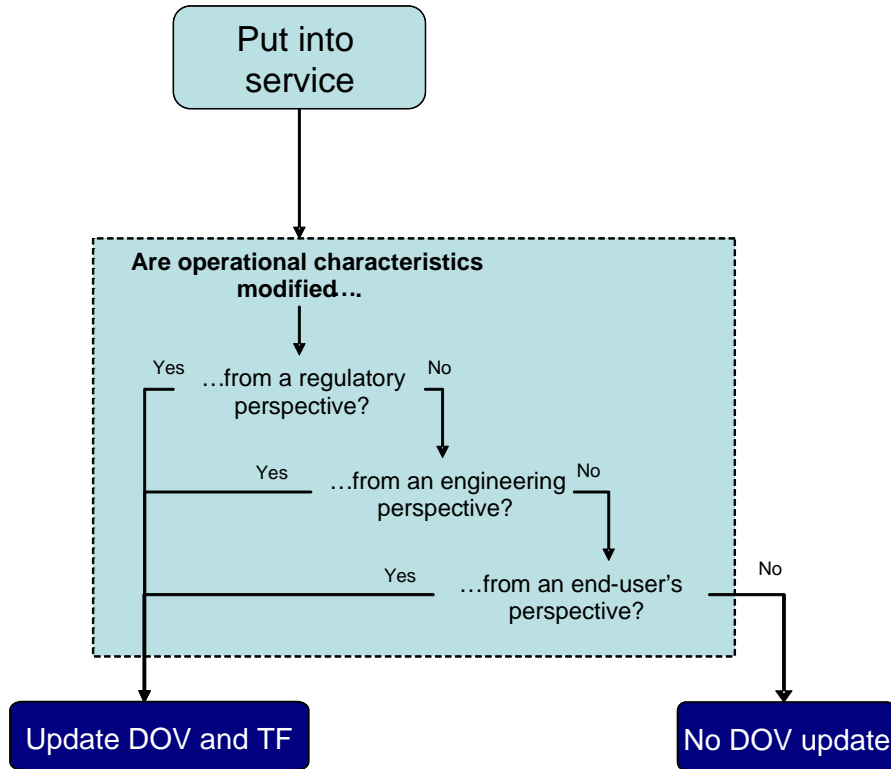 Put into
service
Are operational characteristics
modified….
Yes
…from a regulatory
perspective?
No
Yes
…from an engineering
perspective?
No
Yes
…from an end-user’s
perspective?
No
Update DOV and TF
No DOV update